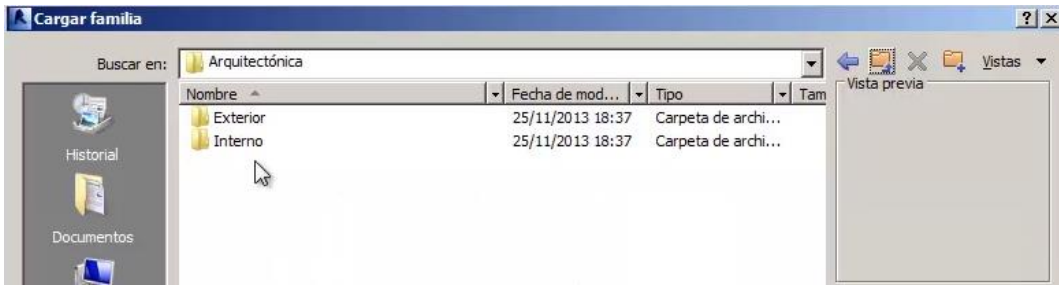 Cargar familia
Buscar en: Arquitectónica Vistas
Vista previa
Nombre Fecha de mod... Tipo Tam
Exterior 25/11/2013 18:37 Carpeta de archi...
Interno 25/11/2013 18:37 Carpeta de archi...
Historial
Documentos